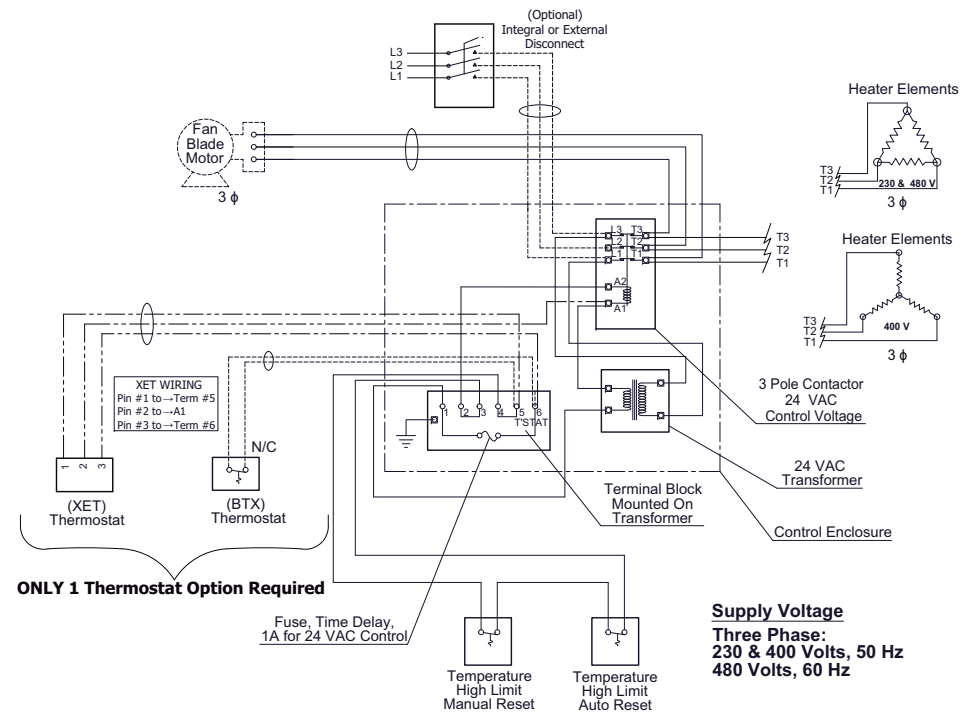 (Optional)
Integral or External
Disconnect
L3
L2
L1
Fan
Blade
Motor
3 ϕ
Heater Elements
T3
T2
T1
230 & 480 V
3 ϕ
L3 T3
L2 T2
L1 T1
A2
A1
T3
T2
T1
Heater Elements
T3
T2
T1
400 V
3 ϕ
XET WIRING
Pin #1 to→Term #5
Pin #2 to→A1
Pin #3 to→Term #6
1 2 3 4 5 6
T'STAT
3 Pole Contactor
24 VAC
Control Voltage
N/C
1 2 3
(XET)
Thermostat
(BTX)
Thermostat
24 VAC
Transformer
Terminal Block
Mounted On
Transformer
Control Enclosure
ONLY 1 Thermostat Option Required
Fuse, Time Delay,
1A for 24 VAC Control
Temperature
High Limit
Manual Reset
Temperature
High Limit
Auto Reset
Supply Voltage
Three Phase:
230 & 400 Volts, 50 Hz
480 Volts, 60 Hz